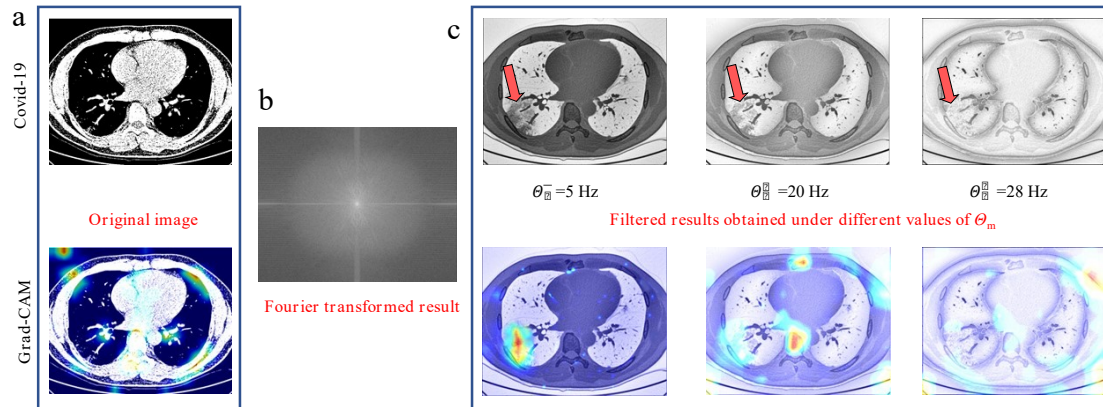 a
Covid-19
Original image
Grad-CAM
b
Fourier transformed result
c
=5 Hz
=20 Hz
=28 Hz
Filtered results obtained under different values of Θm